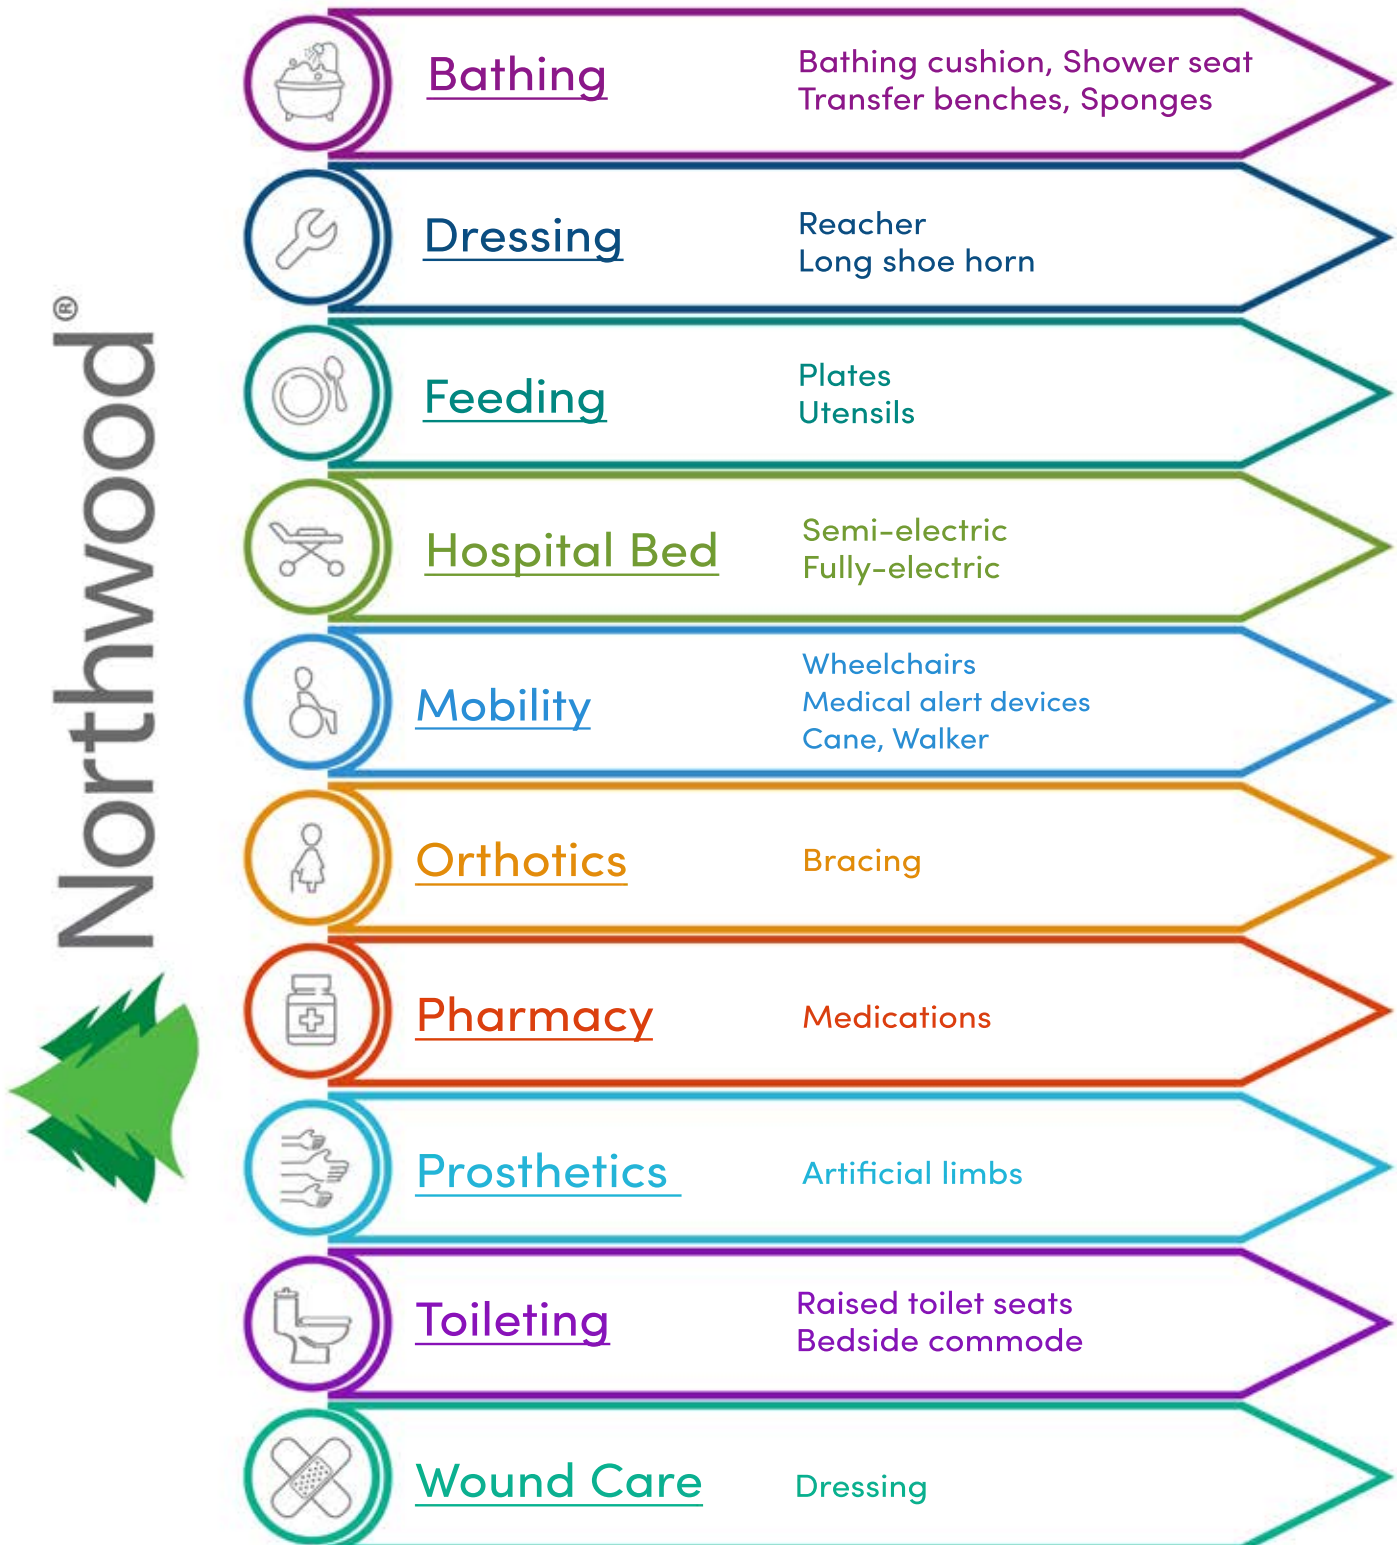 Northwood®
Bathing
Bathing cushion, Shower seat
Transfer benches, Sponges
Dressing
Reacher
Long shoe horn
Feeding
Plates
Utensils
Hospital Bed
Semi-electric
Fully-electric
Mobility
Wheelchairs
Medical alert devices
Cane, Walker
Orthotics
Bracing
Pharmacy
Medications
Prosthetics
Artificial limbs
Toileting
Raised toilet seats
Bedside commode
Wound Care
Dressing